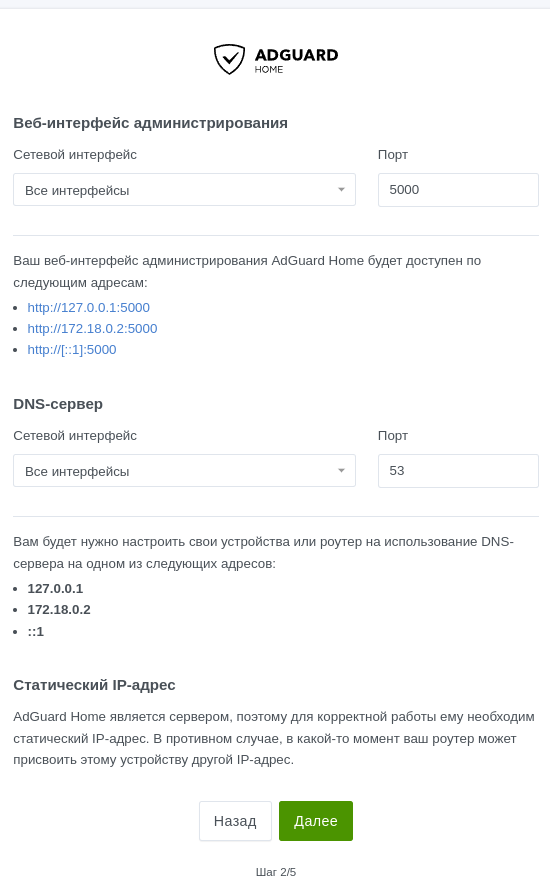 ADGUARD
HOME
Веб-интерфейс администрирования
Сетевой интерфейс Порт
Все интерфейсы 5000
Ваш веб-интерфейс администрирования AdGuard Home будет доступен по
следующим адресам:
http://127.0.0.1:5000
http://172.18.0.2:5000
http://[::1]:5000
DNS-сервер
Сетевой интерфейс Порт
Все интерфейсы 53
Вам будет нужно настроить свои устройства или роутер на использование DNS-
сервера на одном из следующих адресов:
127.0.0.1
172.18.0.2
::1
Статический IP-адрес
AdGuard Home является сервером, поэтому для корректной работы ему необходим
статический IP-адрес. В противном случае, в какой-то момент ваш роутер может
присвоить этому устройству другой IP-адрес.
Назад Далее
Шаг 2/5